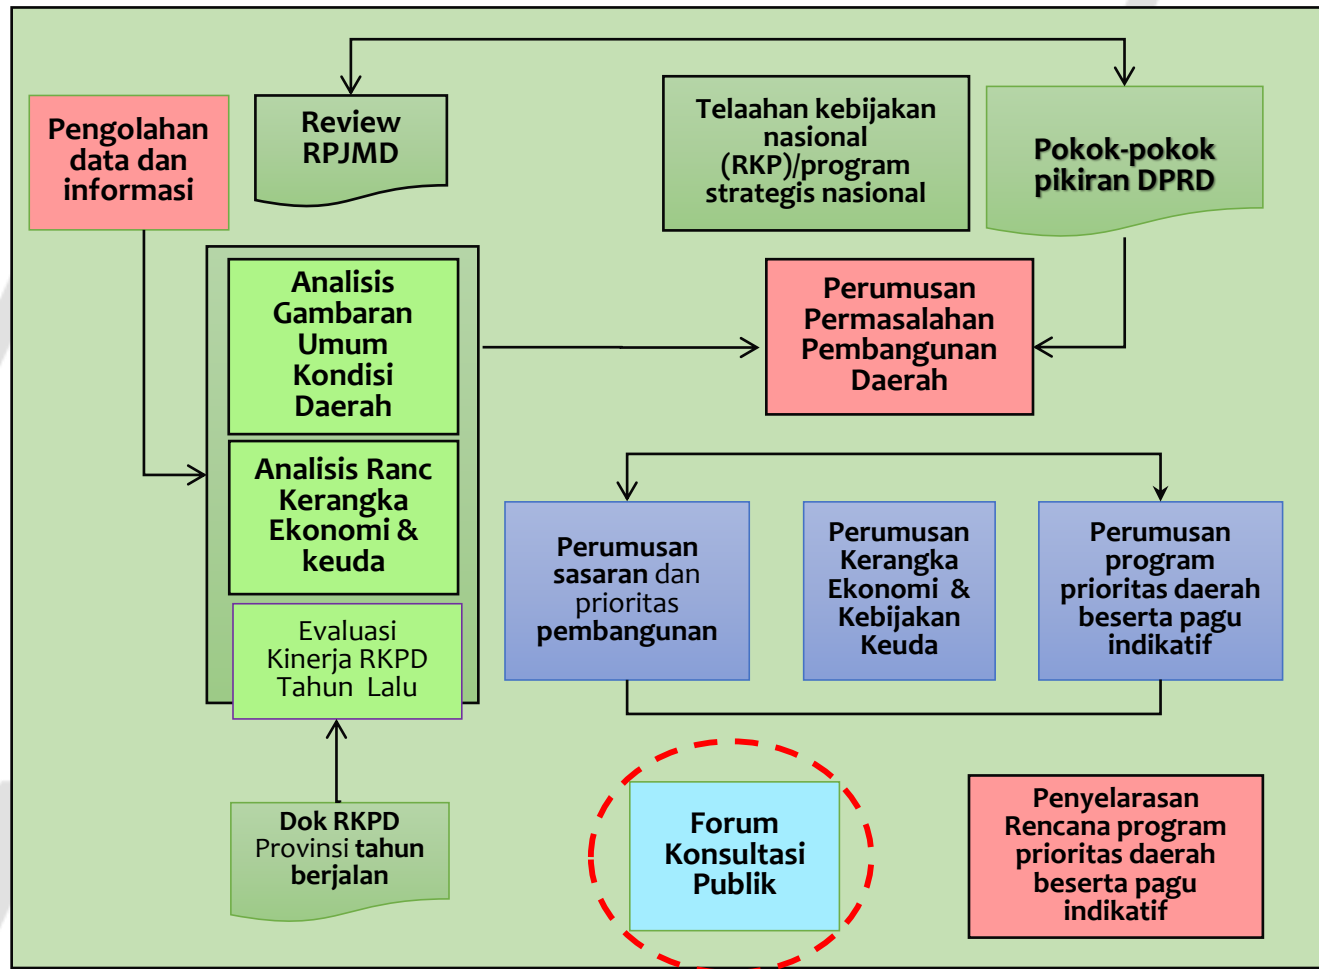 Pengolahan
data dan
informasi
Review
RPJMD
Telaahan kebijakan
nasional
(RKP)/program
strategis nasional
Pokok-pokok
pikiran DPRD
Analisis
Gambaran
Umum
Kondisi
Daerah
Perumusan
Permasalahan
Pembangunan
Daerah
Analisis Ranc
Kerangka
Ekonomi &
keuda
Evaluasi
Kinerja RKPD
Tahun Lalu
Perumusan
sasaran dan
prioritas
pembangunan
Perumusan
Kerangka
Ekonomi &
Kebijakan
Keuda
Perumusan
program
prioritas daerah
beserta pagu
indikatif
Dok RKPD
Provinsi tahun
berjalan
Forum
Konsultasi
Publik
Penyelarasan
Rencana program
prioritas daerah
beserta pagu
indikatif